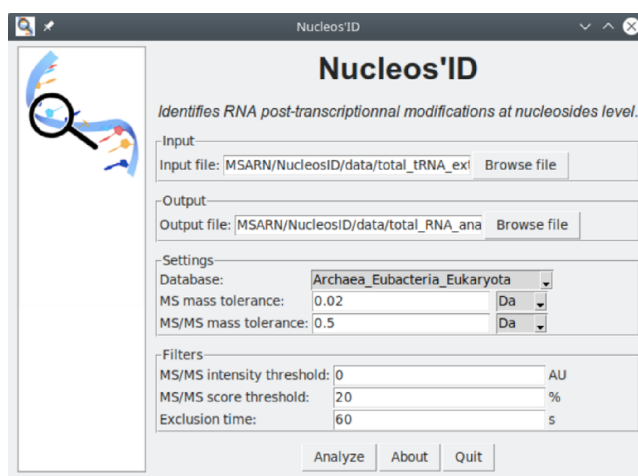 Nucleos'ID
Nucleos'ID
Identifies RNA post-transcriptionnal modifications at nucleosides level.
Input
Input file: MSARN/NucleosID/data/total_tRNA_ext Browse file
Output
Output file: MSARN/NucleosID/data/total_RNA_ana Browse file
Settings
Database: Archaea_Eubacteria_Eukaryota
MS mass tolerance: 0.02 Da
MS/MS mass tolerance: 0.5 Da
Filters
MS/MS intensity threshold: 0 AU
MS/MS score threshold: 20 %
Exclusion time: 60 s
Analyze About Quit